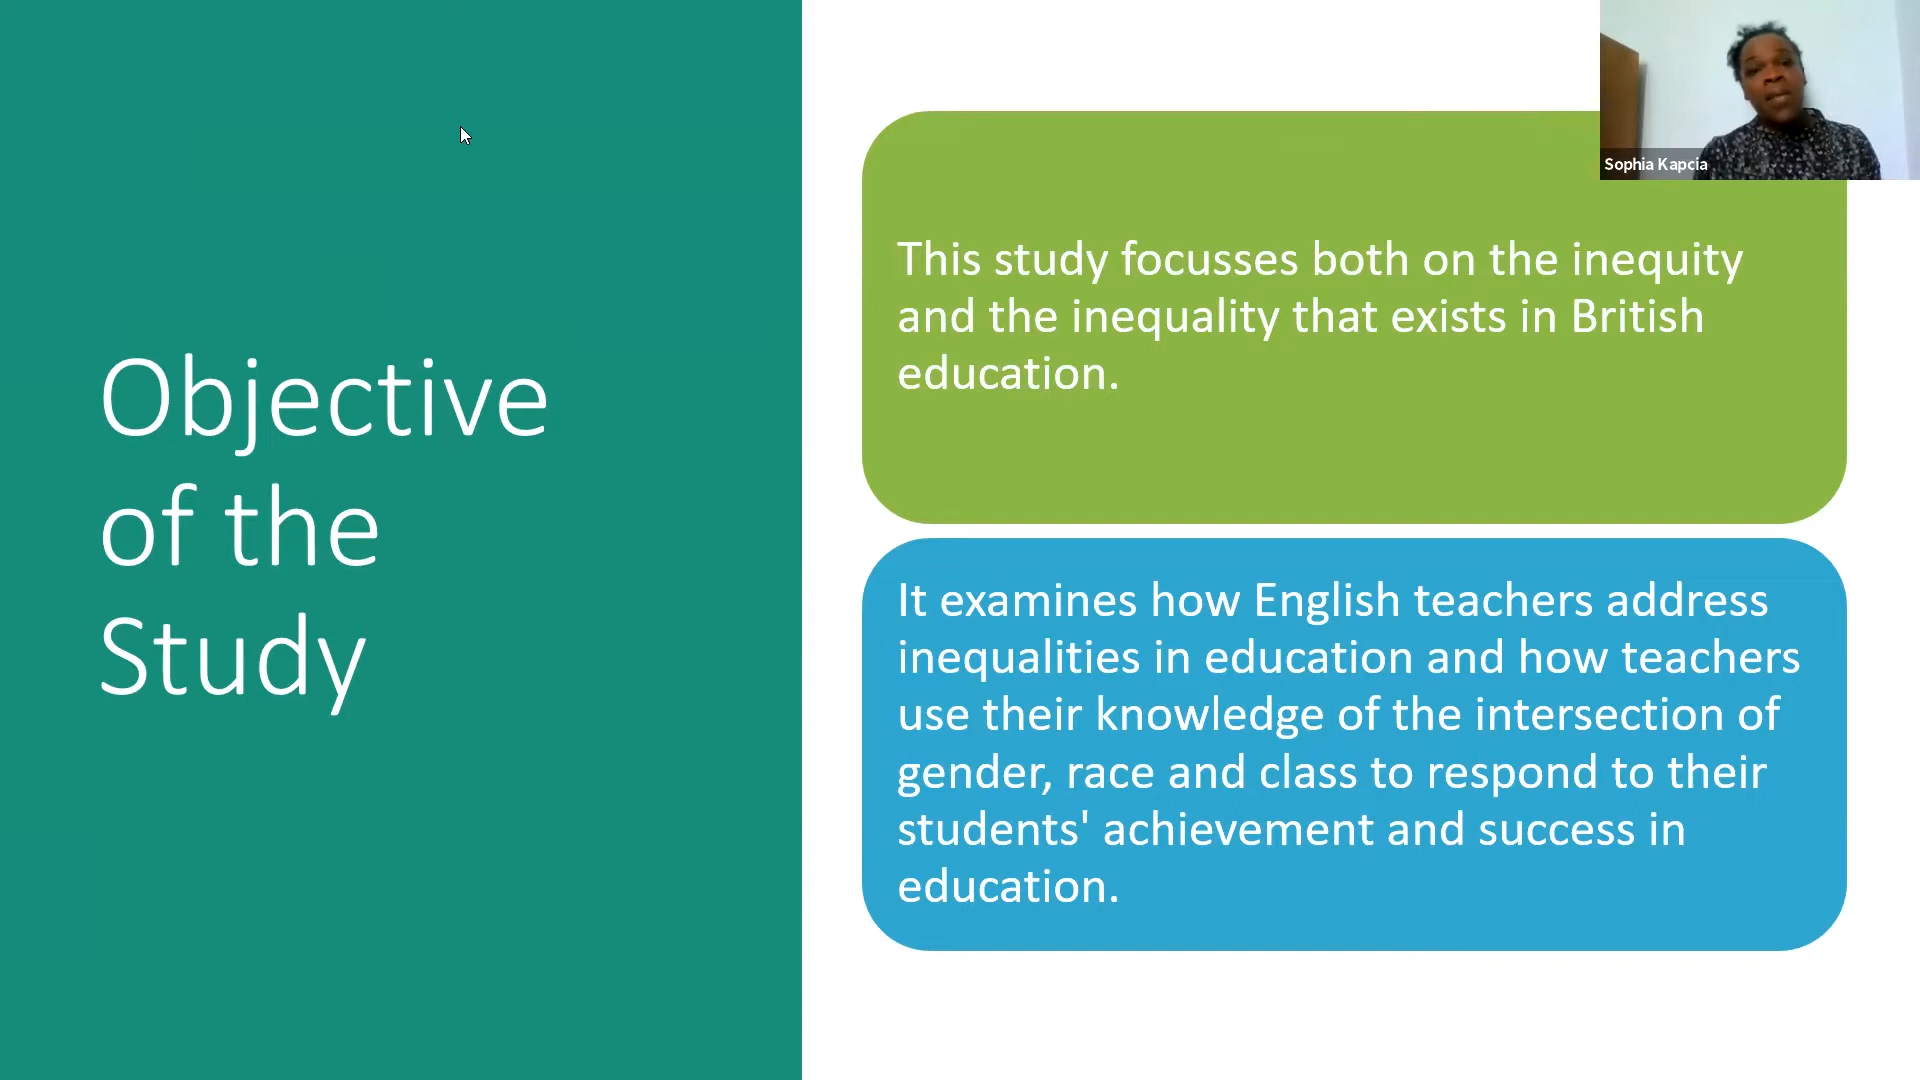 Objective
of the
Study
Sophia Kapcia
This study focusses both on the inequity
and the inequality that exists in British
education.
It examines how English teachers address
inequalities in education and how teachers
use their knowledge of the intersection of
gender, race and class to respond to their
students' achievement and success in
education.